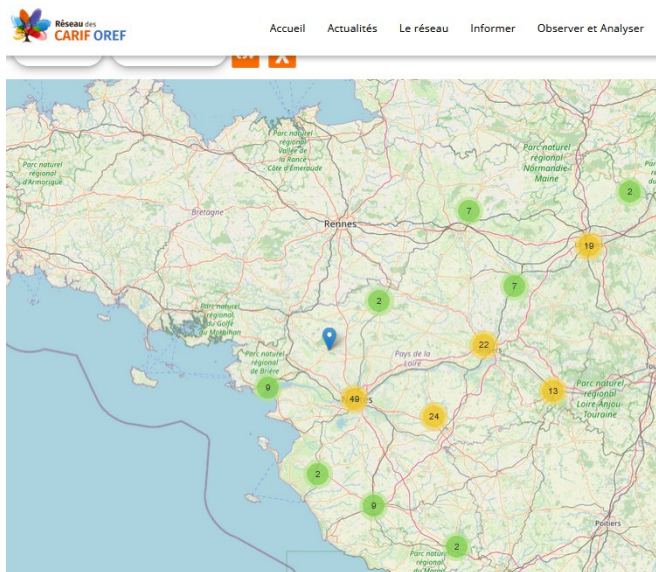 Réseau des
CARIF OREF
Accueil Actualités Le réseau Informer Observer et Analyser
Parc naturel
régional
Vallée de
la Rance
Côte d'Émeraude
Parc naturel
régional
d'Armorique
Parc naturel
régional
Normandie-
Maine
2
Bretagne
7
Rennes
19
7
Parc naturel
régional
du Golfe
du Morbihan
2
22
Pays de la
Loire
Parc naturel
régional
de Brière
9
49
13
24
Parc naturel
régional
Loire-Anjou
Touraine
2
9
Poitiers
2
Parc naturel
régional